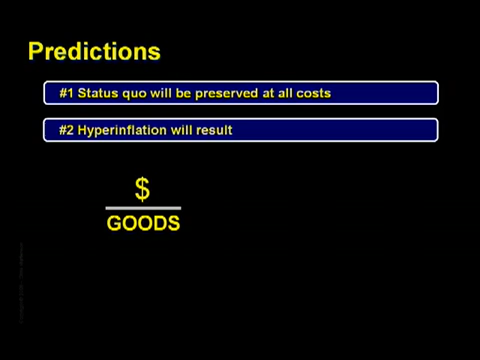 Predictions
#1 Status quo will be preserved at all costs
#2 Hyperinflation will result
$
GOODS